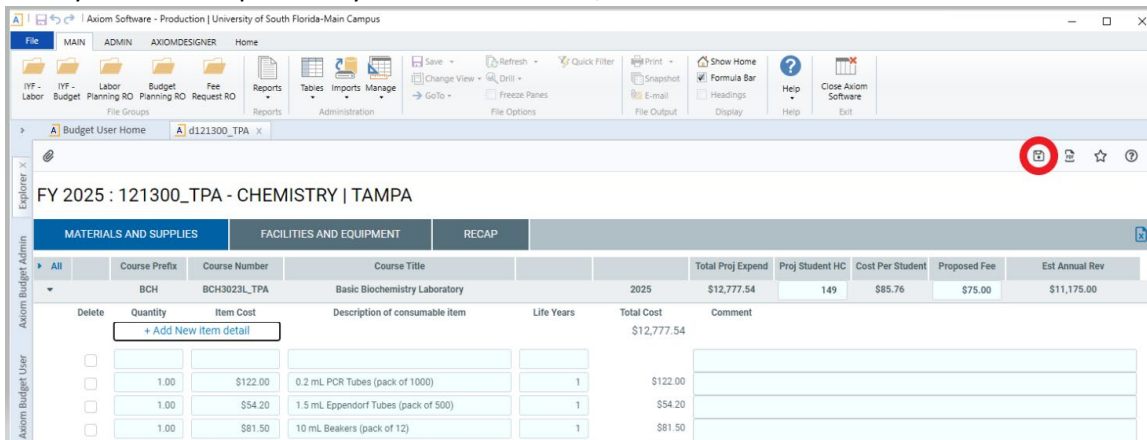 Axiom Software - Production | University of South Florida-Main Campus
File MAIN ADMIN AXIOMDESIGNER Home
IYF - Labor IYF - Budget Labor Planning RO Budget Planning RO Fee Request RO Reports Tables Imports Manage Save Change View GoTo Refresh Drill Freeze Panes Quick Filter Print Snapshot E-mail Show Home Formula Bar Headings Help Close Axiom Software
File Groups Reports Administration File Options File Output Display Help Exit
Budget User Home d121300_TPA X
FY 2025 : 121300_TPA - CHEMISTRY | TAMPA
MATERIALS AND SUPPLIES FACILITIES AND EQUIPMENT RECAP
All Course Prefix Course Number Course Title Total Proj Expend Proj Student HC Cost Per Student Proposed Fee Est Annual Rev
BCH BCH3023L_TPA Basic Biochemistry Laboratory 2025 $12,777.54 149 $85.76 $75.00 $11,175.00
Delete Quantity Item Cost Description of consumable item Life Years Total Cost Comment
+ Add New item detail $12,777.54
1.00 $122.00 0.2 mL PCR Tubes (pack of 1000) 1 $122.00
1.00 $54.20 1.5 mL Eppendorf Tubes (pack of 500) 1 $54.20
1.00 $81.50 10 mL Beakers (pack of 12) 1 $81.50
Explorer
Axiom Budget Admin
Axiom Budget User